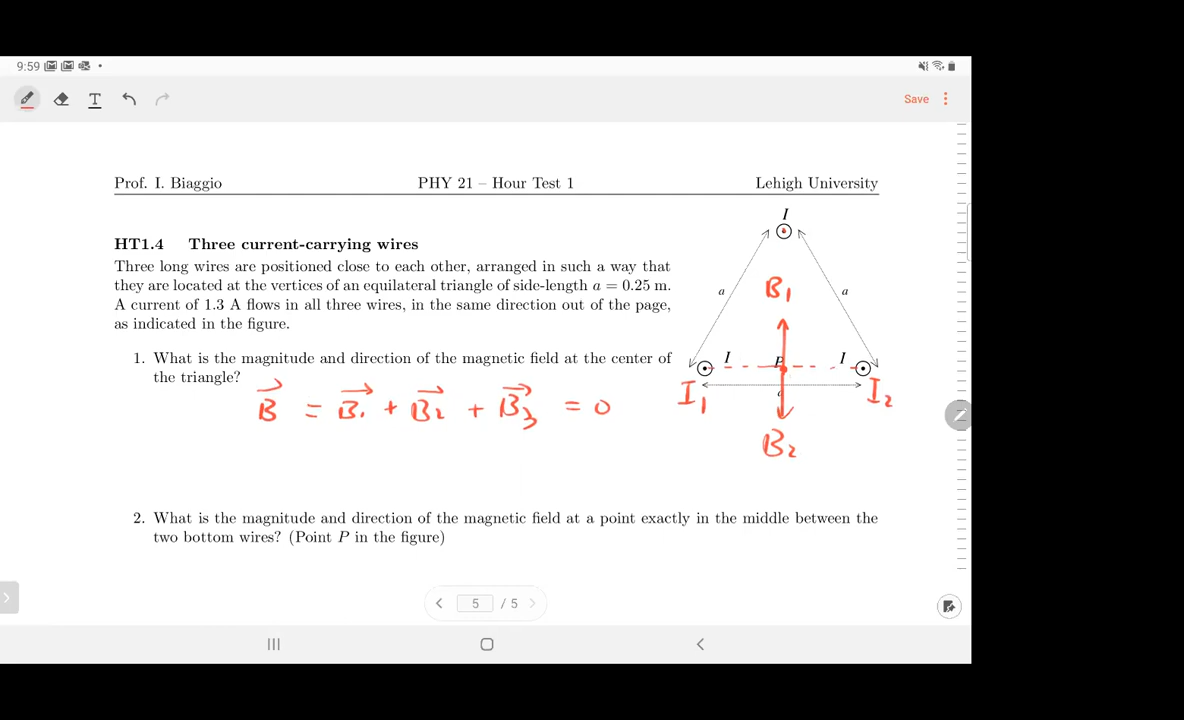 9:59
T
Save
Prof. I. Biaggio PHY 21 – Hour Test 1 Lehigh University
I
HT1.4 Three current-carrying wires
Three long wires are positioned close to each other, arranged in such a way that
they are located at the vertices of an equilateral triangle of side-length a = 0.25 m.
A current of 1.3 A flows in all three wires, in the same direction out of the page,
as indicated in the figure.
a a
B₁
1. What is the magnitude and direction of the magnetic field at the center of
the triangle?
I P I
a
I₁ I₂
B⃗ = B⃗₁ + B⃗₂ + B⃗₃ = 0
B₂
2. What is the magnitude and direction of the magnetic field at a point exactly in the middle between the
two bottom wires? (Point P in the figure)
5 / 5